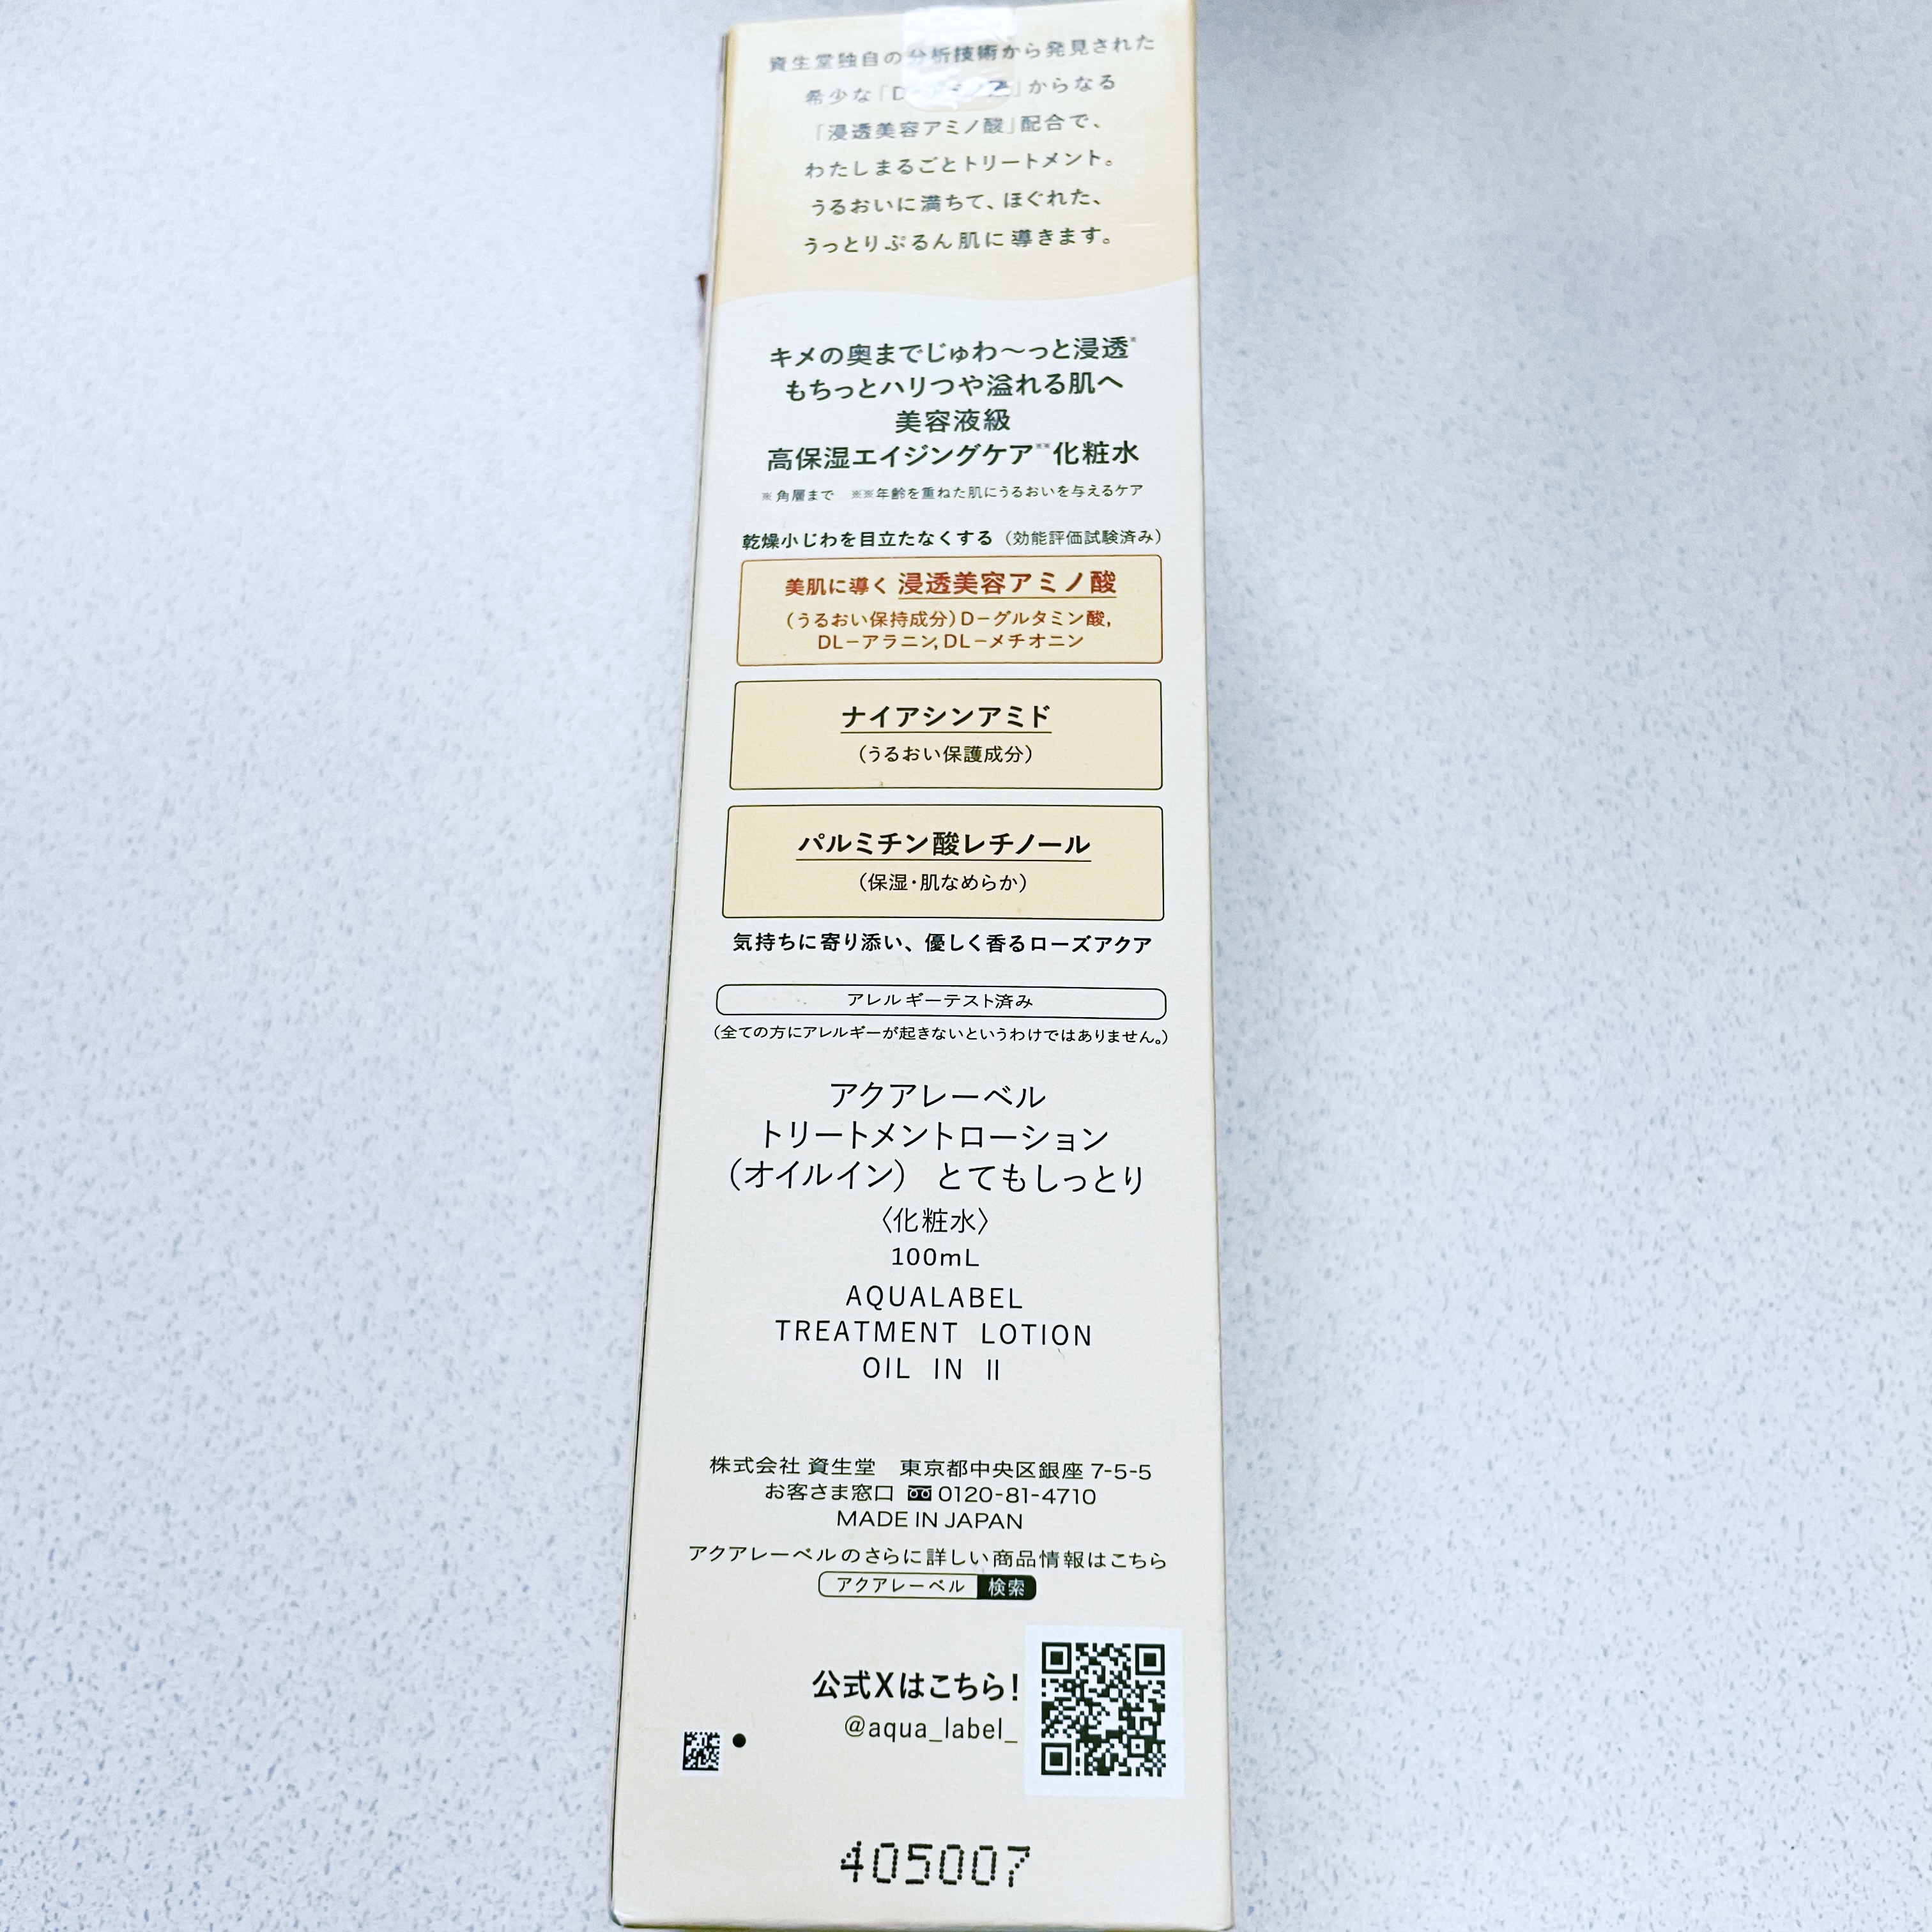 資生堂独自の分析技術から発見された
希少な「D
」からなる
「浸透美容アミノ酸」配合で、
わたしまるごとトリートメント。
うるおいに満ちて、ほぐれた、
うっとりぷるん肌に導きます。
キメの奥までじゅわ～っと浸透※
もちっとハリつや溢れる肌へ
美容液級
高保湿エイジングケア※※化粧水
※角層まで ※※年齢を重ねた肌にうるおいを与えるケア
乾燥小じわを目立たなくする（効能評価試験済み）
美肌に導く 浸透美容アミノ酸
（うるおい保持成分）D－グルタミン酸,
DL－アラニン, DL－メチオニン
ナイアシンアミド
（うるおい保護成分）
パルミチン酸レチノール
（保湿・肌なめらか）
気持ちに寄り添い、優しく香るローズアクア
アレルギーテスト済み
（全ての方にアレルギーが起きないというわけではありません。）
アクアレーベル
トリートメントローション
（オイルイン） とてもしっとり
〈化粧水〉
100mL
AQUALABEL
TREATMENT LOTION
OIL IN II
株式会社 資生堂 東京都中央区銀座 7-5-5
お客さま窓口 0120-81-4710
MADE IN JAPAN
アクアレーベルのさらに詳しい商品情報はこちら
アクアレーベル 検索
公式Xはこちら！
@aqua_label_
405007